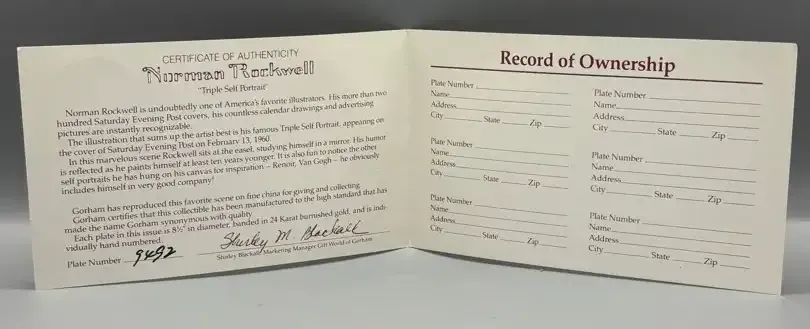 CERTIFICATE OF AUTHENTICITY
Norman Rockwell
"Triple Self Portrait"
Norman Rockwell is undoubtedly one of America's favorite illustrators. His more than two
hundred Saturday Evening Post covers, his countless calendar drawings and advertising
pictures are instantly recognizable.
The illustration that sums up the artist best is his famous Triple Self Portrait, appearing on
the cover of Saturday Evening Post on February 13, 1960.
In this marvelous scene Rockwell sits at the easel, studying himself in a mirror. His humor
is reflected as he paints himself at least ten years younger. It is also fun to notice the other
self portraits he has hung on his canvas for inspiration – Renoir, Van Gogh – he obviously
includes himself in very good company!
Gorham has reproduced this favorite scene on fine china for giving and collecting.
Gorham certifies that this collectible has been manufactured to the high standard that has
made the name Gorham synonymous with quality.
Each plate in this issue is 8½" in diameter, banded in 24 Karat burnished gold, and is indi-
vidually hand numbered.
Plate Number 9492
Shirley M. Blackall
Shirley Blackall Marketing Manager Gift World of Gorham
Record of Ownership
Plate Number
Name
Address
City State Zip
Plate Number
Name
Address
City State Zip
Plate Number
Name
Address
City State Zip
Plate Number
Name
Address
City State Zip
Plate Number
Name
Address
City State Zip
Plate Number
Name
Address
City State Zip